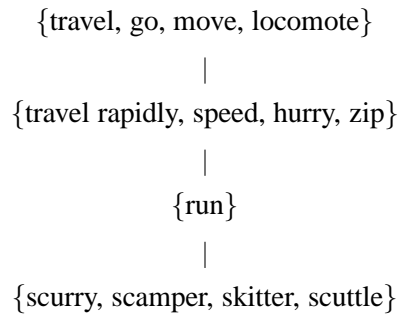 {travel, go, move, locomote}
|
{travel rapidly, speed, hurry, zip}
|
{run}
|
{scurry, scamper, skitter, scuttle}